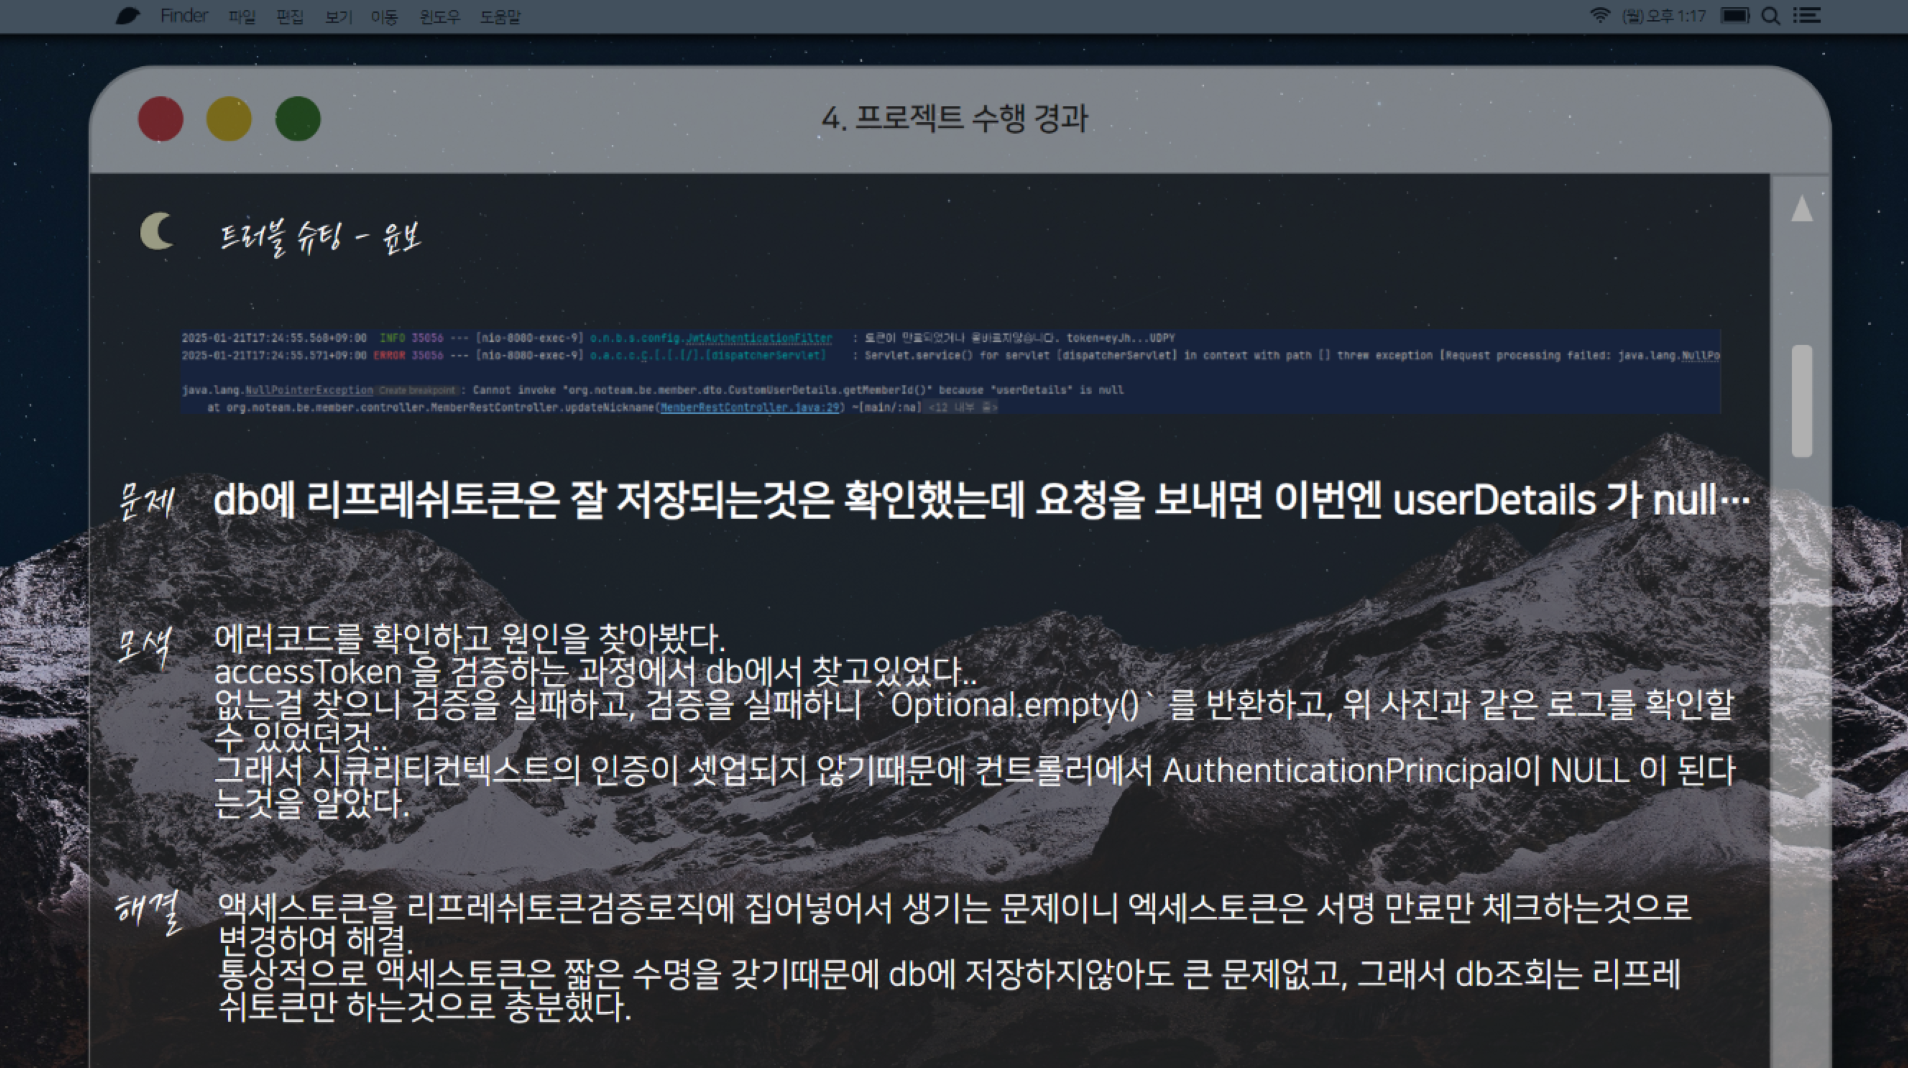 Finder 파일 편집 보기 이동 윈도우 도움말 (월) 오후 1:17
4. 프로젝트 수행 경과
트러블 슈팅 - 윤보
2025-01-21T17:24:55.568+09:00 INFO 35056 --- [nio-8080-exec-9] o.n.b.s.config.JwtAuthenticationFilter : 토큰이 만료되었거나 올바르지않습니다. token=eyJh...UDPY
2025-01-21T17:24:55.571+09:00 ERROR 35056 --- [nio-8080-exec-9] o.a.c.c.C.[.[.[/].[dispatcherServlet] : Servlet.service() for servlet [dispatcherServlet] in context with path [] threw exception [Request processing failed: java.lang.NullPo
java.lang.NullPointerException Create breakpoint : Cannot invoke "org.noteam.be.member.dto.CustomUserDetails.getMemberId()" because "userDetails" is null
at org.noteam.be.member.controller.MemberRestController.updateNickname(MemberRestController.java:29) ~[main/:na] <12 내부 줄>
문제 db에 리프레쉬토큰은 잘 저장되는것은 확인했는데 요청을 보내면 이번엔 userDetails 가 null…
모색 에러코드를 확인하고 원인을 찾아봤다.
accessToken 을 검증하는 과정에서 db에서 찾고있었다..
없는걸 찾으니 검증을 실패하고, 검증을 실패하니 `Optional.empty()` 를 반환하고, 위 사진과 같은 로그를 확인할
수 있었던것..
그래서 시큐리티컨텍스트의 인증이 셋업되지 않기때문에 컨트롤러에서 AuthenticationPrincipal이 NULL 이 된다
는것을 알았다.
해결 액세스토큰을 리프레쉬토큰검증로직에 집어넣어서 생기는 문제이니 엑세스토큰은 서명 만료만 체크하는것으로
변경하여 해결.
통상적으로 액세스토큰은 짧은 수명을 갖기때문에 db에 저장하지않아도 큰 문제없고, 그래서 db조회는 리프레
쉬토큰만 하는것으로 충분했다.